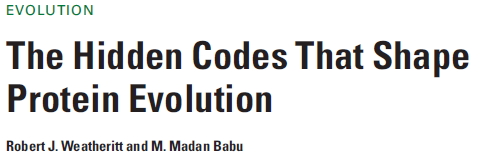 EVOLUTION
The Hidden Codes That Shape
Protein Evolution
Robert J. Weatheritt and M. Madan Babu